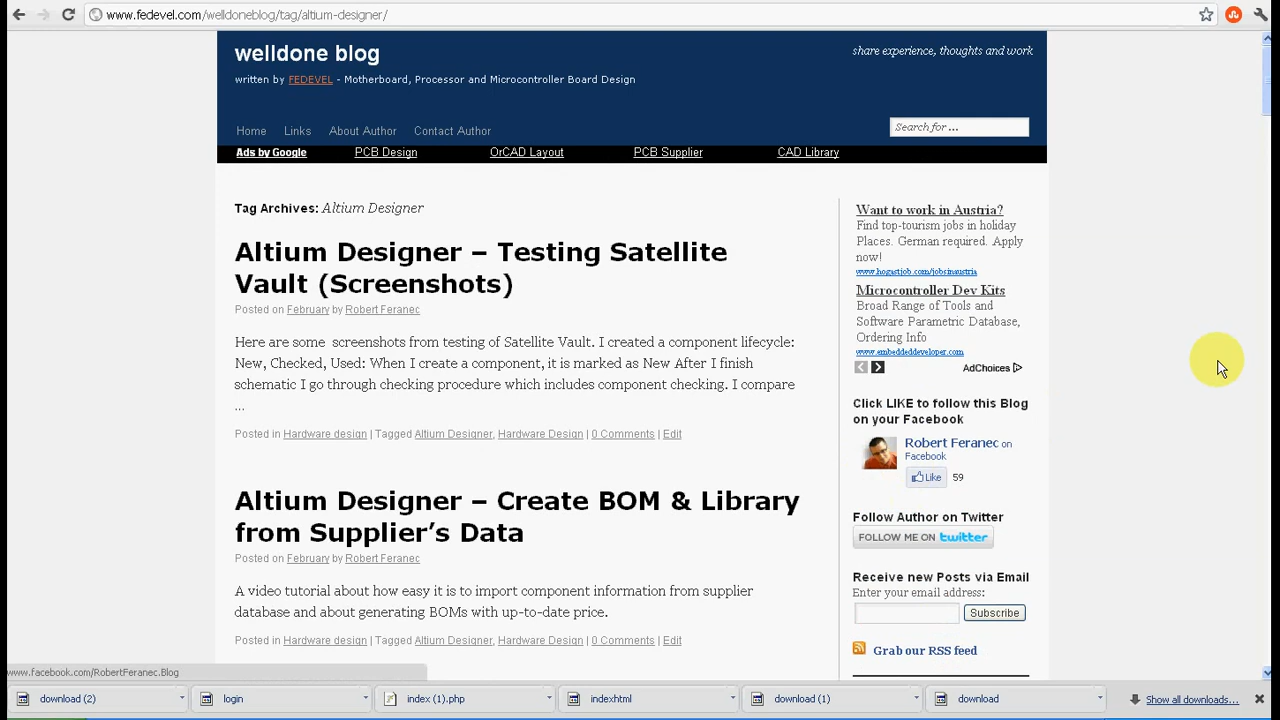 www.fedevel.com/welldoneblog/tag/altium-designer/
welldone blog
share experience, thoughts and work
written by FEDEVEL - Motherboard, Processor and Microcontroller Board Design
Home Links About Author Contact Author
Search for ...
Ads by Google PCB Design OrCAD Layout PCB Supplier CAD Library
Tag Archives: Altium Designer
Altium Designer – Testing Satellite
Vault (Screenshots)
Posted on February by Robert Feranec
Here are some screenshots from testing of Satellite Vault. I created a component lifecycle:
New, Checked, Used: When I create a component, it is marked as New After I finish
schematic I go through checking procedure which includes component checking. I compare
...
Posted in Hardware design | Tagged Altium Designer, Hardware Design | 0 Comments | Edit
Altium Designer – Create BOM & Library
from Supplier's Data
Posted on February by Robert Feranec
A video tutorial about how easy it is to import component information from supplier
database and about generating BOMs with up-to-date price.
Posted in Hardware design | Tagged Altium Designer, Hardware Design | 0 Comments | Edit
Want to work in Austria?
Find top-tourism jobs in holiday
Places. German required. Apply
now!
www.hogastjob.com/jobsinaustria
Microcontroller Dev Kits
Broad Range of Tools and
Software Parametric Database,
Ordering Info
www.embeddeddeveloper.com
AdChoices
Click LIKE to follow this Blog
on your Facebook
Robert Feranec on
Facebook
Like 59
Follow Author on Twitter
FOLLOW ME ON twitter
Receive new Posts via Email
Enter your email address:
Subscribe
Grab our RSS feed
www.facebook.com/RobertFeranec.Blog
download (2) login index (1).php indexhtml download (1) download Show all downloads...